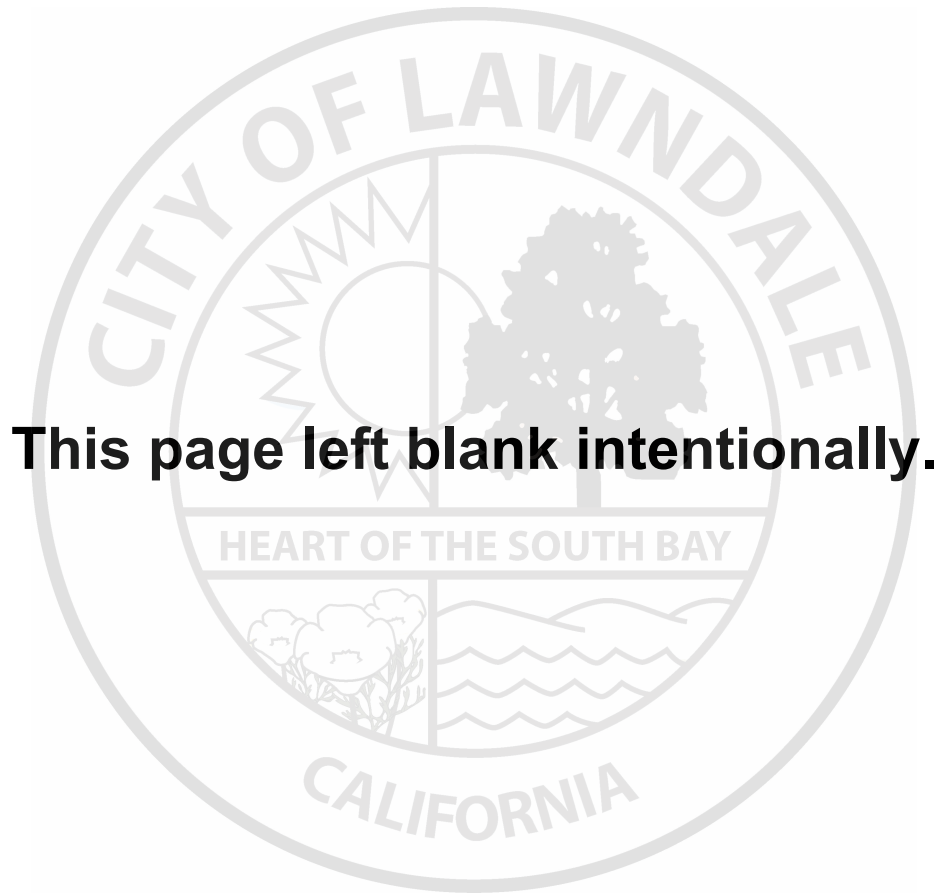 CITY OF LAWNDALE
This page left blank intentionally.
HEART OF THE SOUTH BAY
CALIFORNIA